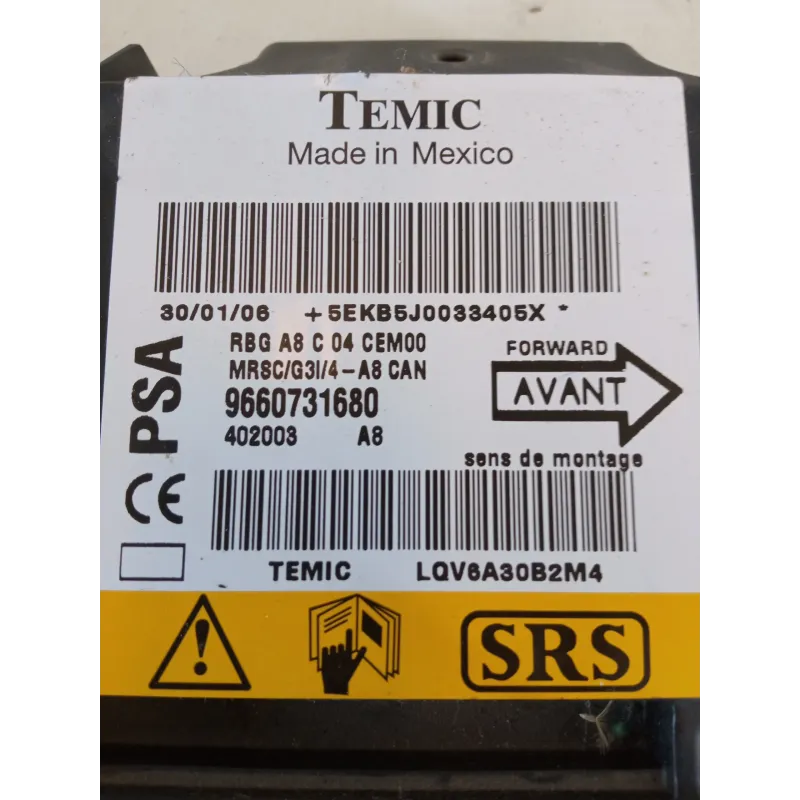 TEMIC
Made in Mexico
30/01/06 +5EKB5J0033405X *
RBG A8 C 04 CEM00
MRSC/G3I/4-A8 CAN
9660731680
402003 A8
PSA
CE
FORWARD
AVANT
sens de montage
TEMIC LQV6A30B2M4
!
SRS